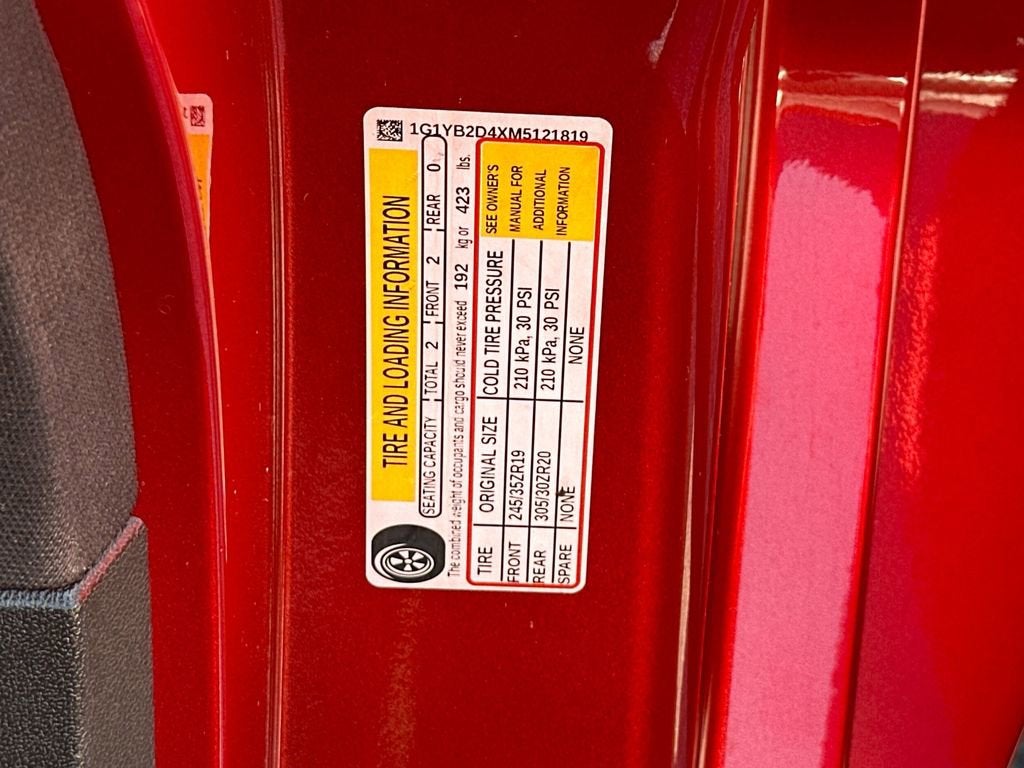 1G1YB2D4XM5121819
TIRE AND LOADING INFORMATION
SEATING CAPACITY TOTAL 2 FRONT 2 REAR 0
The combined weight of occupants and cargo should never exceed 192 kg or 423 lbs.
TIRE ORIGINAL SIZE COLD TIRE PRESSURE SEE OWNER'S
FRONT 245/35ZR19 210 kPa, 30 PSI MANUAL FOR
REAR 305/30ZR20 210 kPa, 30 PSI ADDITIONAL
SPARE NONE NONE INFORMATION